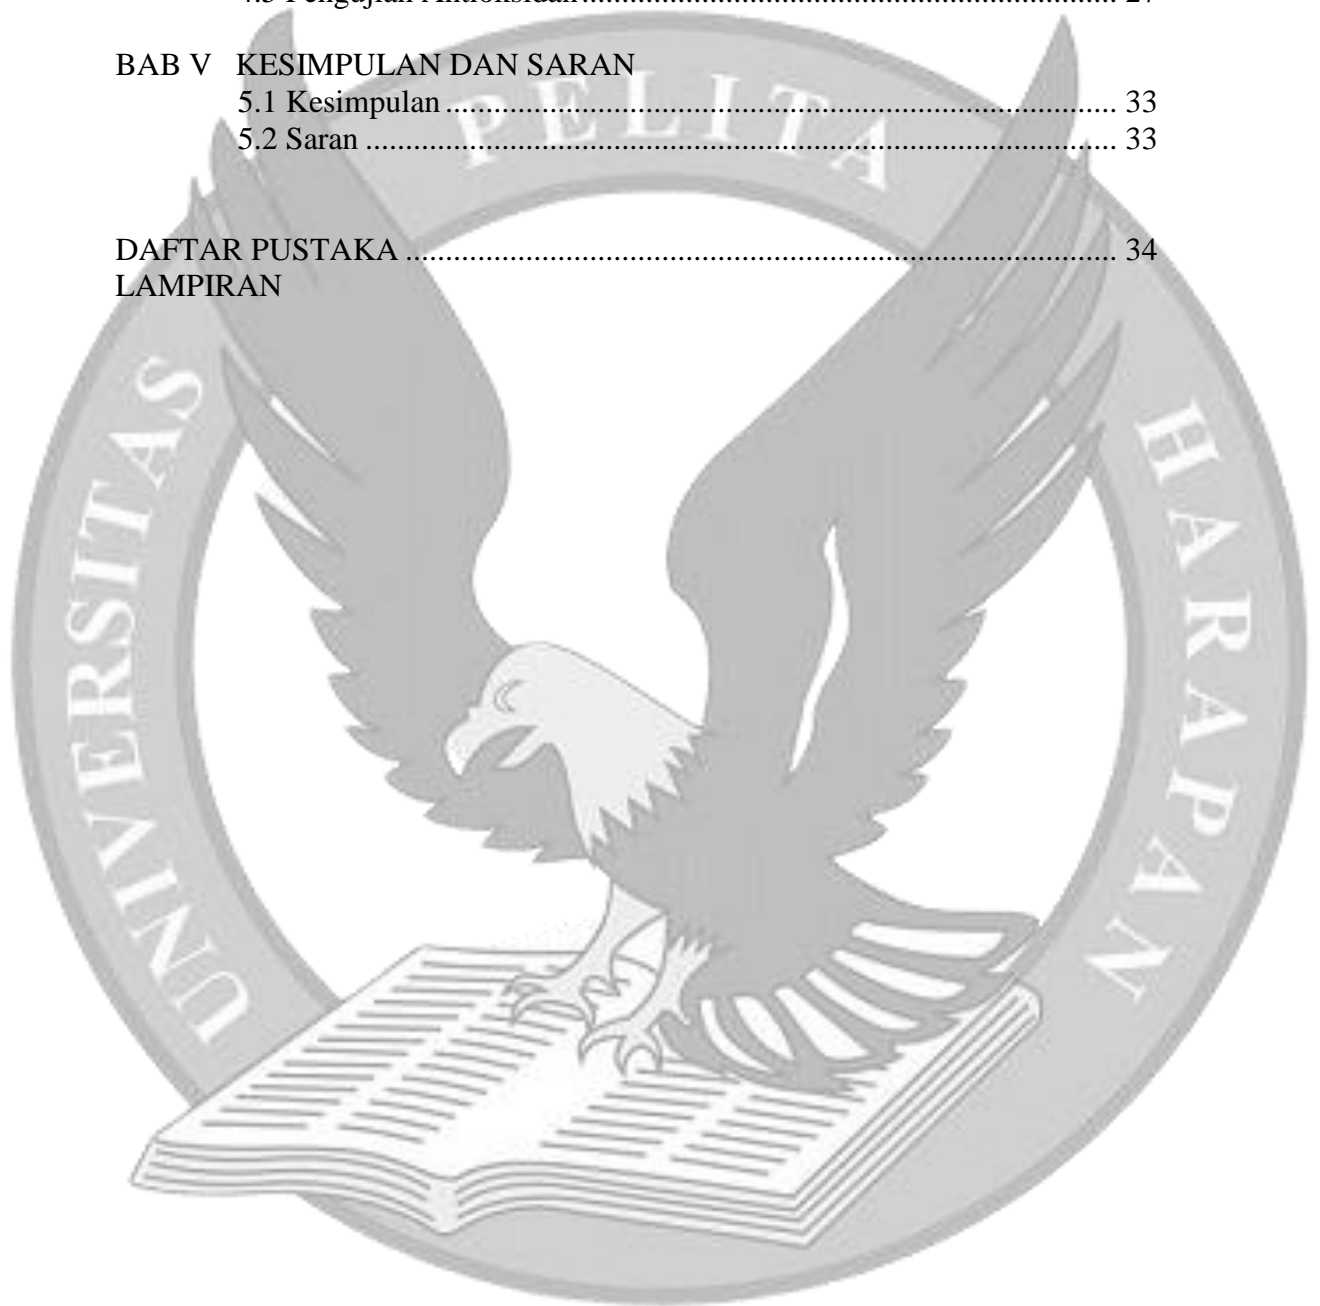 BAB V KESIMPULAN DAN SARAN
5.1 Kesimpulan ........................................................................................ 33
5.2 Saran .................................................................................................. 33
DAFTAR PUSTAKA ............................................................................................. 34
LAMPIRAN
UNIVERSITAS PELITA HARAPAN